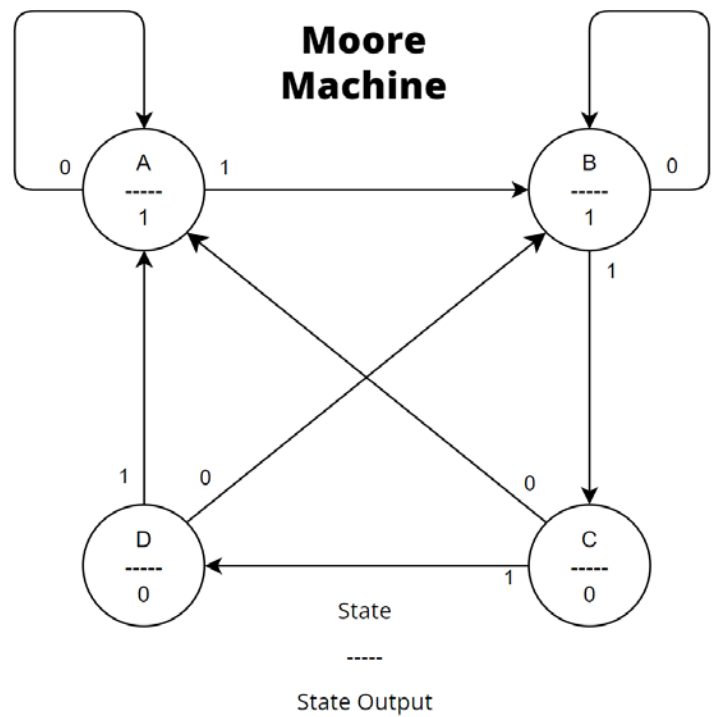 Moore
Machine
0
A
-----
1
1
B
-----
1
0
1
1
0
0
D
-----
0
C
-----
0
1
State
-----
State Output